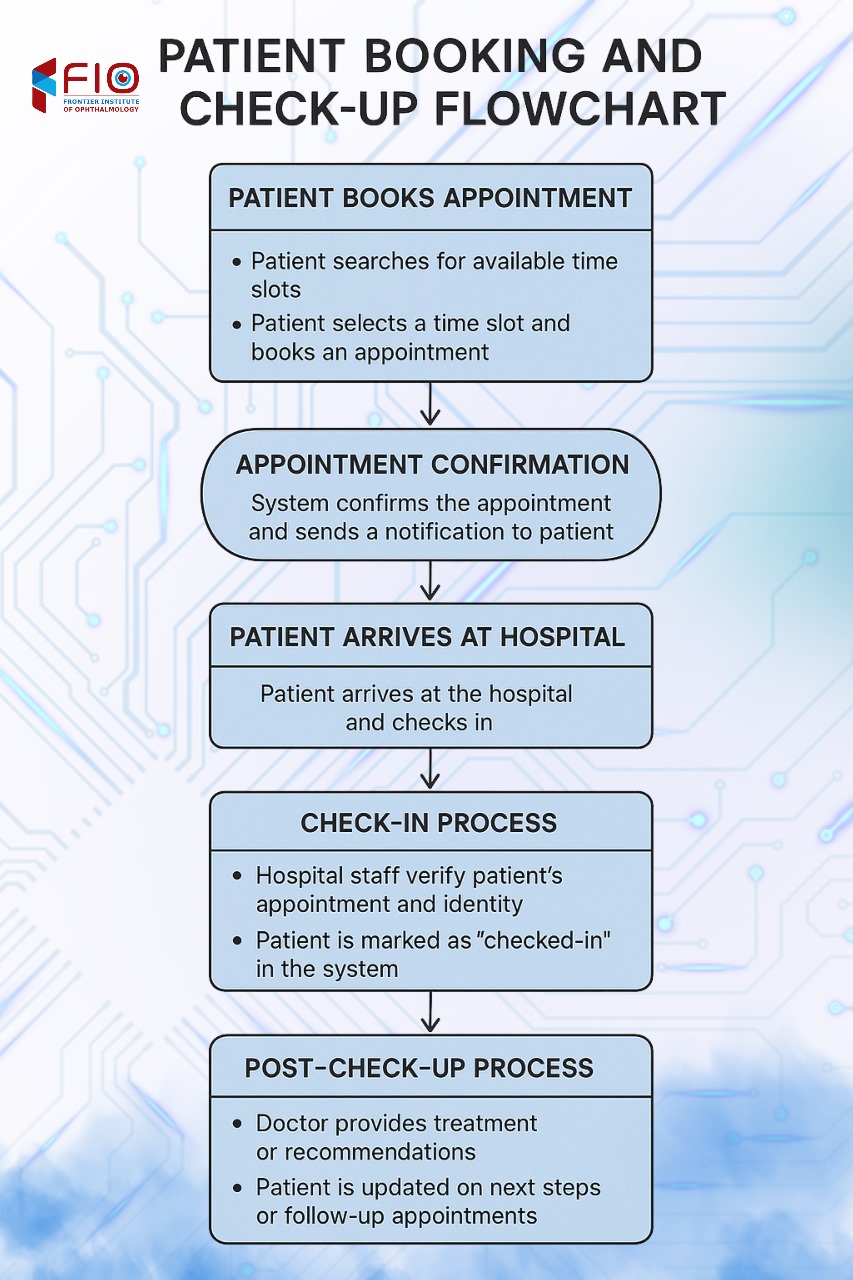 FIO
FRONTIER INSTITUTE
OF OPHTHALMOLOGY
PATIENT BOOKING AND
CHECK-UP FLOWCHART
PATIENT BOOKS APPOINTMENT
• Patient searches for available time
slots
• Patient selects a time slot and
books an appointment
APPOINTMENT CONFIRMATION
System confirms the appointment
and sends a notification to patient
PATIENT ARRIVES AT HOSPITAL
Patient arrives at the hospital
and checks in
CHECK-IN PROCESS
• Hospital staff verify patient's
appointment and identity
• Patient is marked as "checked-in"
in the system
POST-CHECK-UP PROCESS
• Doctor provides treatment
or recommendations
• Patient is updated on next steps
or follow-up appointments